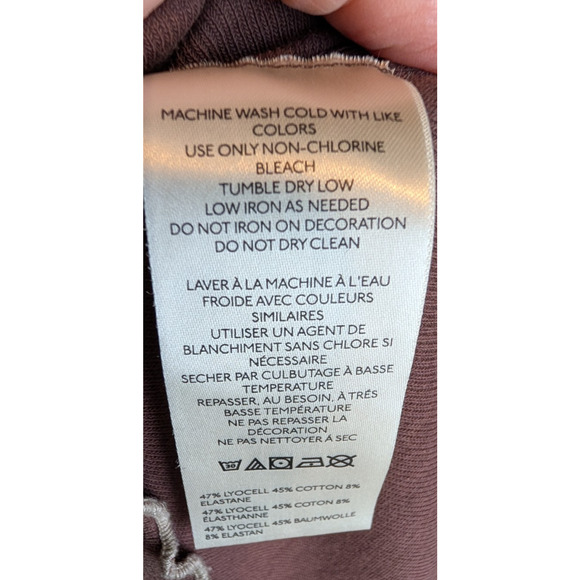 MACHINE WASH COLD WITH LIKE
COLORS
USE ONLY NON-CHLORINE
BLEACH
TUMBLE DRY LOW
LOW IRON AS NEEDED
DO NOT IRON ON DECORATION
DO NOT DRY CLEAN
LAVER À LA MACHINE À L'EAU
FROIDE AVEC COULEURS
SIMILAIRES
UTILISER UN AGENT DE
BLANCHIMENT SANS CHLORE SI
NÉCESSAIRE
SECHER PAR CULBUTAGE À BASSE
TEMPERATURE
REPASSER, AU BESOIN, À TRÉS
BASSE TEMPÉRATURE
NE PAS REPASSER LA
DÉCORATION
NE PAS NETTOYER Á SEC
30
47% LYOCELL 45% COTTON 8%
ELASTANE
47% LYOCELL 45% COTON 8%
ÉLASTHANNE
47% LYOCELL 45% BAUMWOLLE
8% ELASTAN